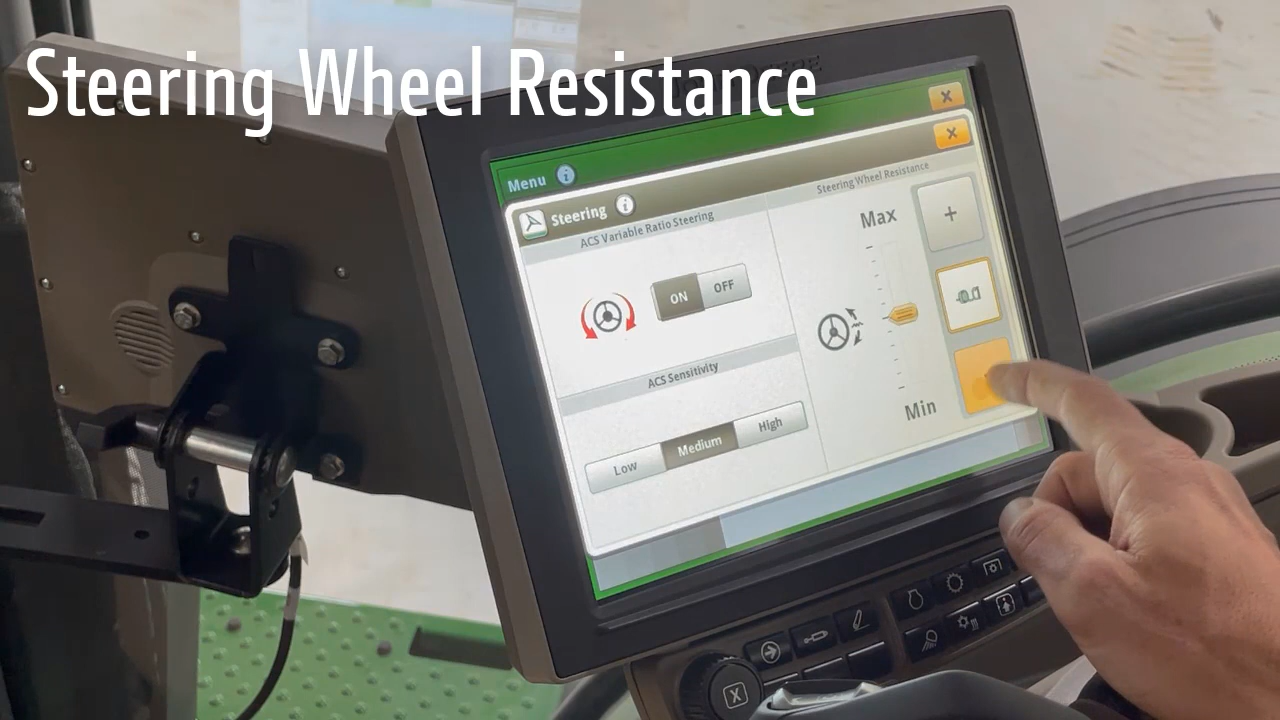 Steering Wheel Resistance
Menu
Steering
ACS Variable Ratio Steering
ON
OFF
ACS Sensitivity
Low
Medium
High
Steering Wheel Resistance
Max
+
Min
X